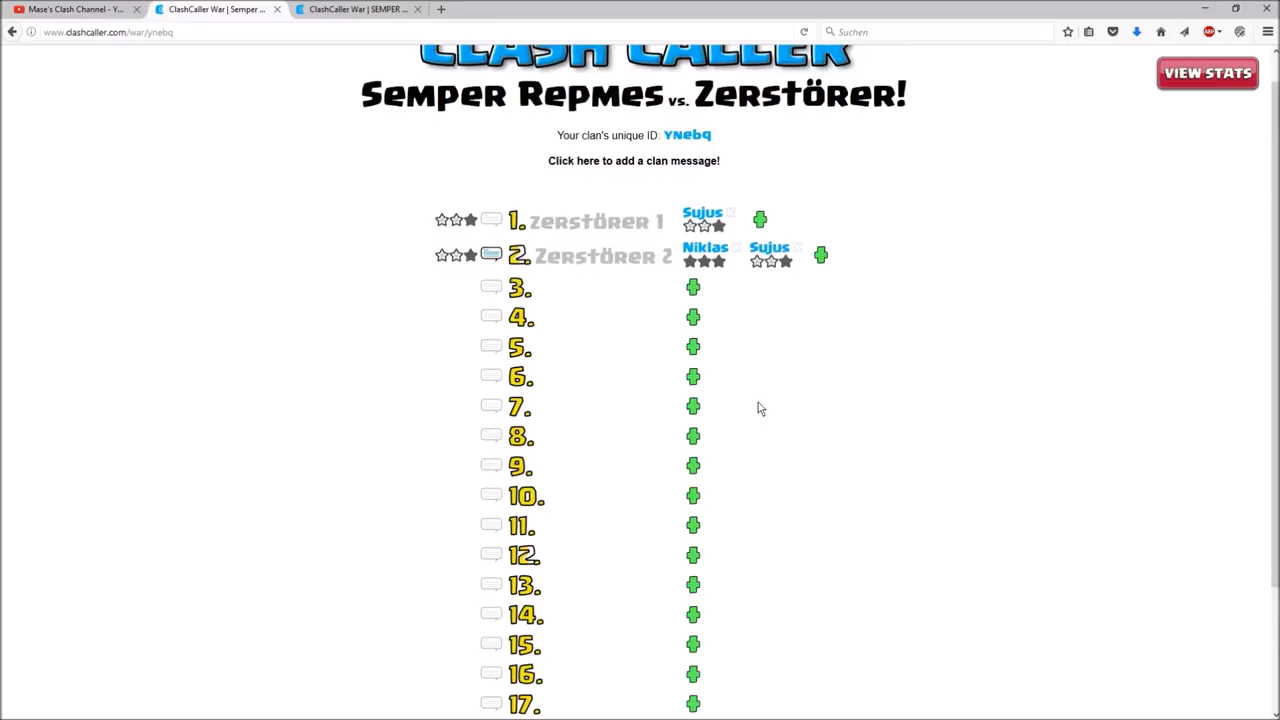 Mase's Clash Channel - Y...
ClashCaller War | Semper ...
ClashCaller War | SEMPER ...
www.clashcaller.com/war/ynebq
Suchen
ABP
CLASH CALLER
VIEW STATS
Semper Repmes vs. Zerstörer!
Your clan's unique ID: YNebq
Click here to add a clan message!
1. Zerstörer 1 Sujus
2. Zerstörer 2 Niklas Sujus
3.
4.
5.
6.
7.
8.
9.
10.
11.
12.
13.
14.
15.
16.
17.